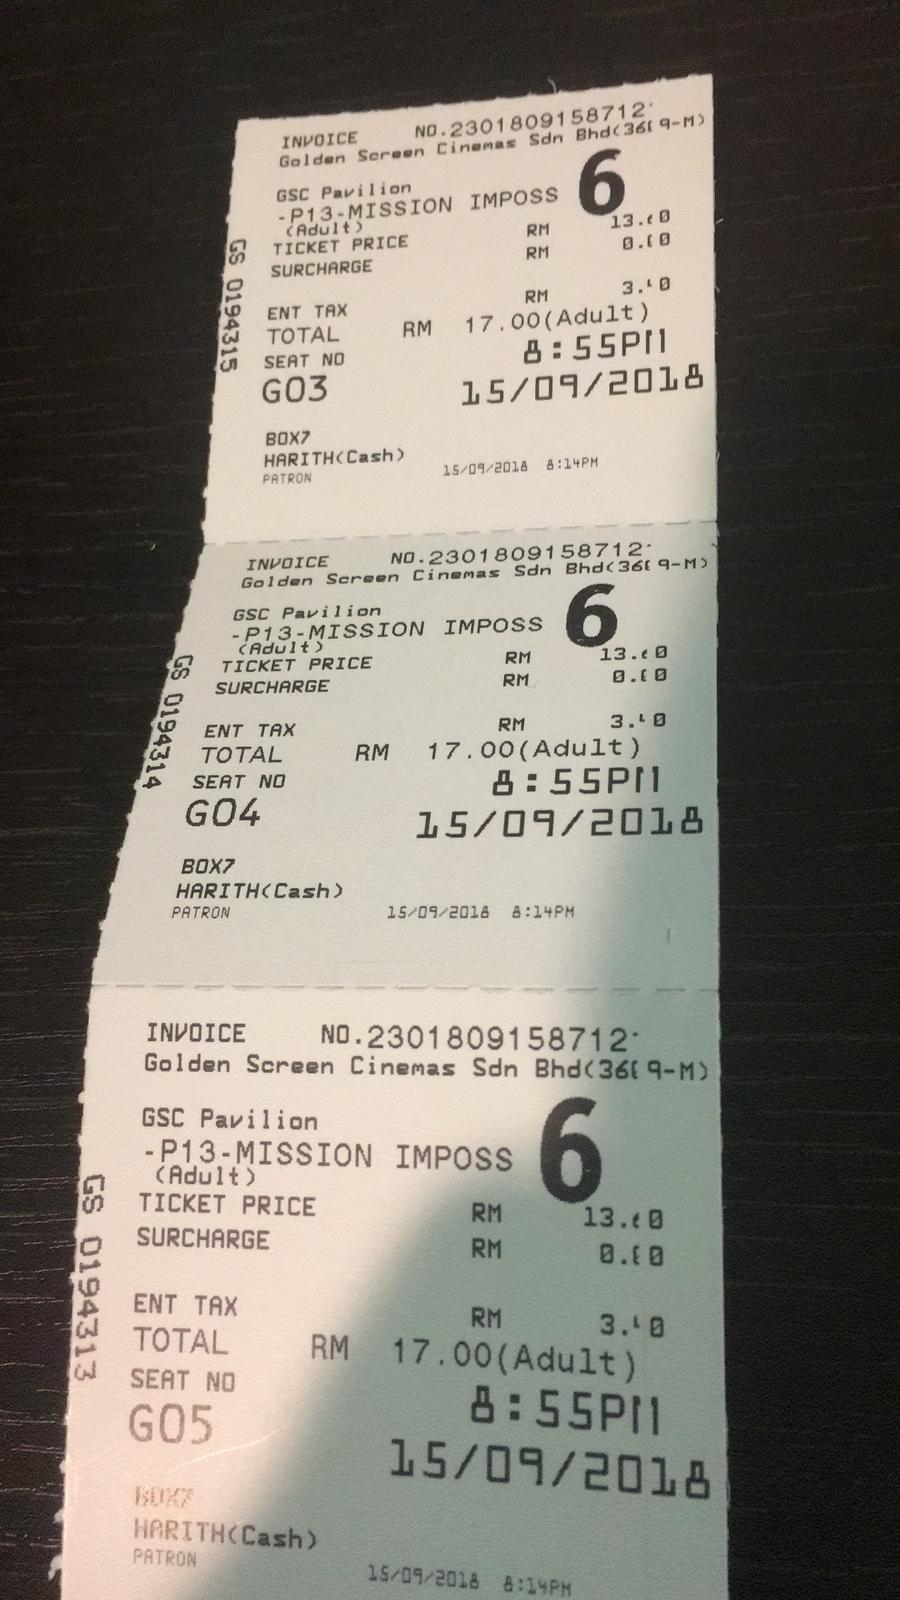 INVOICE NO.2301809158712
Golden Screen Cinemas Sdn Bhd
GSC Pavilion
-P13-MISSION IMPOSS 6
(Adult)
TICKET PRICE RM
SURCHARGE RM
ENT TAX RM
TOTAL RM 17.00(Adult)
SEAT NO 8:55PM
G03 15/09/2018
BOX7
HARITH(Cash)
PATRON 15/09/2018 8:14PM
GS 0194315
INVOICE NO.2301809158712
Golden Screen Cinemas Sdn Bhd
GSC Pavilion
-P13-MISSION IMPOSS 6
(Adult)
TICKET PRICE RM
SURCHARGE RM
ENT TAX RM
TOTAL RM 17.00(Adult)
SEAT NO 8:55PM
G04 15/09/2018
BOX7
HARITH(Cash)
PATRON 15/09/2018 8:14PM
GS 0194314
INVOICE NO.2301809158712
Golden Screen Cinemas Sdn Bhd
GSC Pavilion
-P13-MISSION IMPOSS 6
(Adult)
TICKET PRICE RM
SURCHARGE RM
ENT TAX RM
TOTAL RM 17.00(Adult)
SEAT NO 8:55PM
G05 15/09/2018
BOX7
HARITH(Cash)
PATRON 15/09/2018 8:14PM
GS 0194313